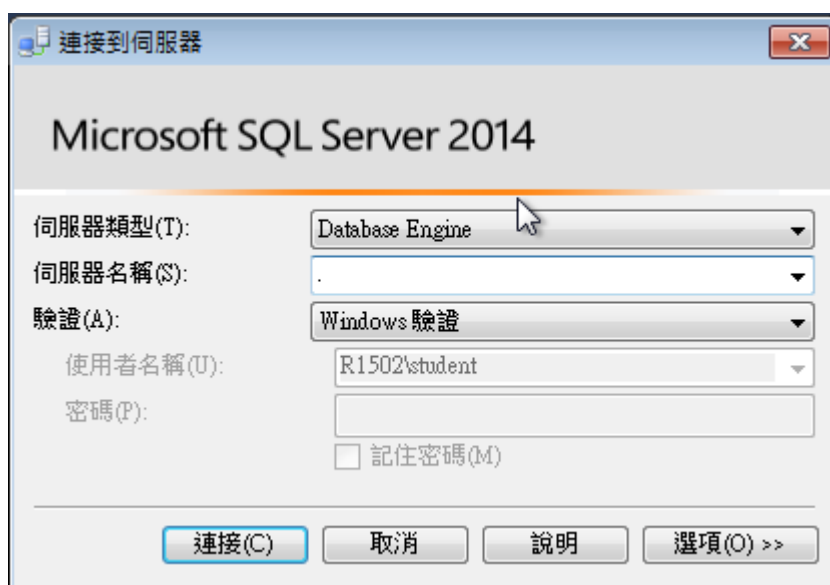 連接到伺服器
Microsoft SQL Server 2014
伺服器類型(T): Database Engine
伺服器名稱(S): .
驗證(A): Windows 驗證
使用者名稱(U): R1502\student
密碼(P):
記住密碼(M)
連接(C) 取消 說明 選項(O) >>